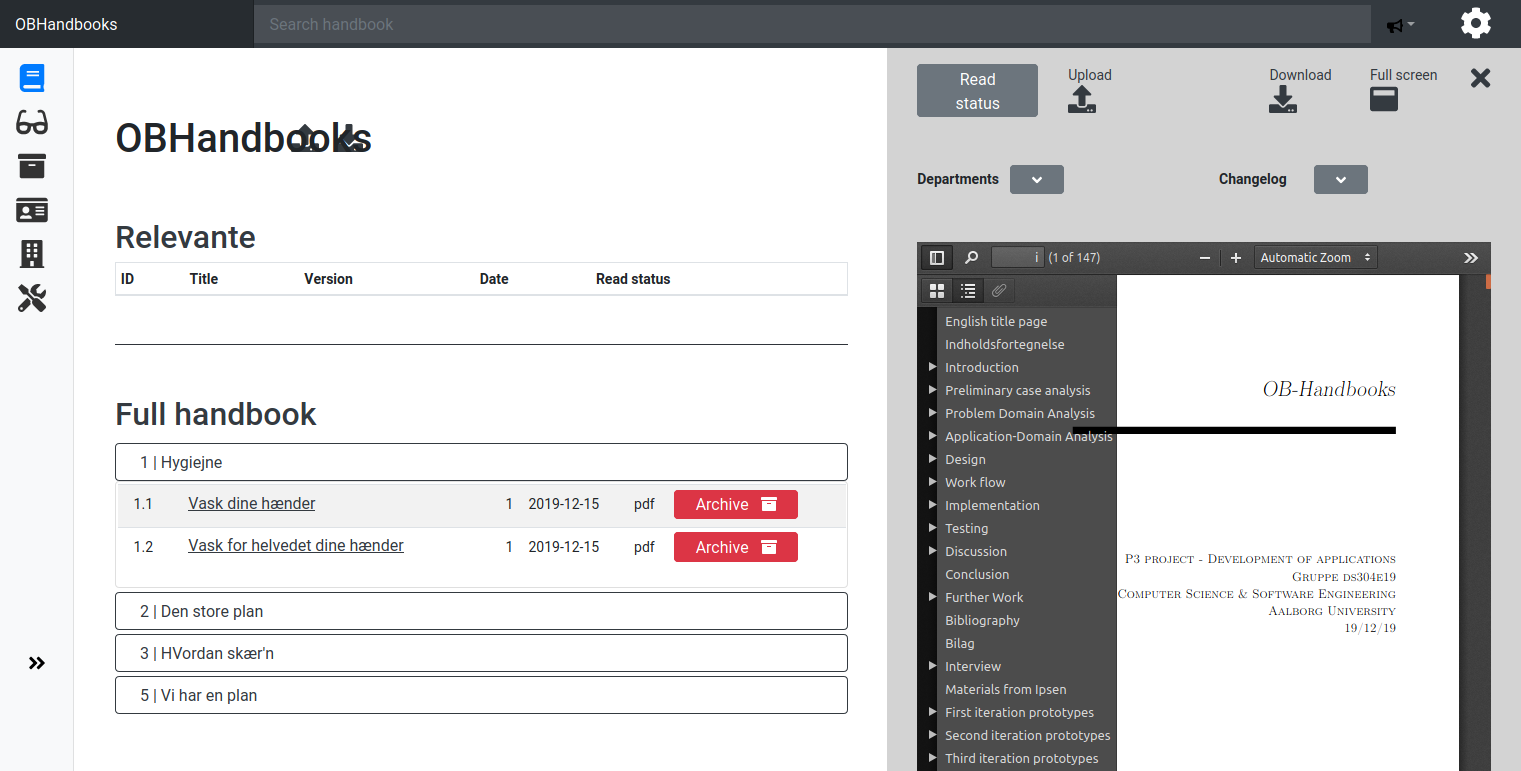 OBHandbooks
Search handbook
OBHandbooks
Relevante
ID Title Version Date Read status
Full handbook
1 | Hygiejne
1.1 Vask dine hænder 1 2019-12-15 pdf Archive
1.2 Vask for helvedet dine hænder 1 2019-12-15 pdf Archive
2 | Den store plan
3 | HVordan skær'n
5 | Vi har en plan
Read
status
Upload
Download
Full screen
Departments
Changelog
i (1 of 147) Automatic Zoom
English title page
Indholdsfortegnelse
Introduction
Preliminary case analysis
Problem Domain Analysis
Application-Domain Analysis
Design
Work flow
Implementation
Testing
Discussion
Conclusion
Further Work
Bibliography
Bilag
Interview
Materials from Ipsen
First iteration prototypes
Second iteration prototypes
Third iteration prototypes
OB-Handbooks
P3 project - Development of applications
Gruppe ds304e19
Computer Science & Software Engineering
Aalborg University
19/12/19